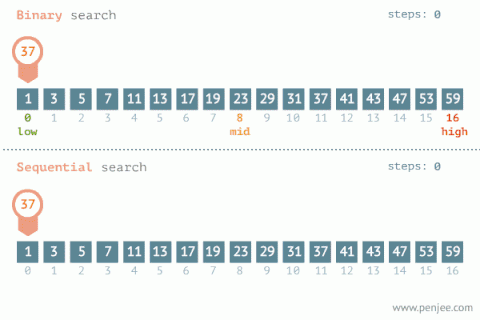 Binary search steps: 0
37
1 3 5 7 11 13 17 19 23 29 31 37 41 43 47 53 59
0 1 2 3 4 5 6 7 8 9 10 11 12 13 14 15 16
low mid high
Sequential search steps: 0
37
1 3 5 7 11 13 17 19 23 29 31 37 41 43 47 53 59
0 1 2 3 4 5 6 7 8 9 10 11 12 13 14 15 16
www.penjee.com